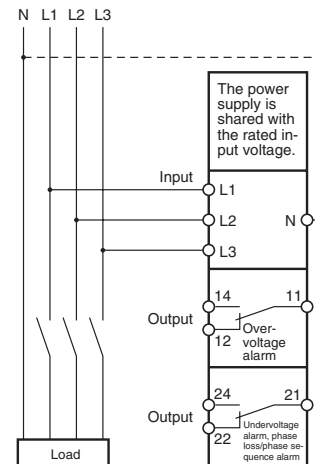 N L1 L2 L3
The power
supply is
shared with
the rated in-
put voltage.
Input
L1
L2
N
L3
14
11
Output
12
Over-
voltage
alarm
24
21
Output
22
Undervoltage
alarm, phase
loss/phase se-
quence alarm
Load